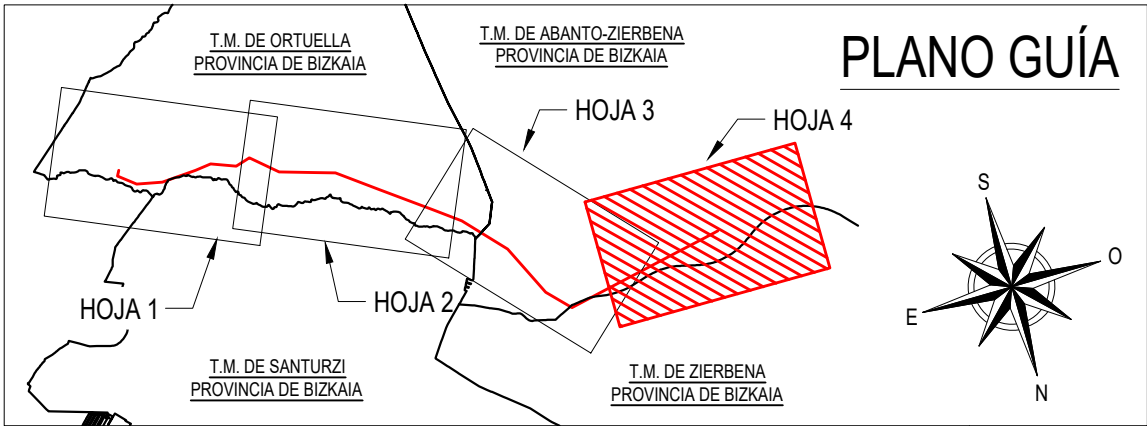 T.M. DE ORTUELLA
PROVINCIA DE BIZKAIA
T.M. DE ABANTO-ZIERBENA
PROVINCIA DE BIZKAIA
PLANO GUÍA
HOJA 3
HOJA 4
S
O
E
N
HOJA 1
HOJA 2
T.M. DE SANTURZI
PROVINCIA DE BIZKAIA
T.M. DE ZIERBENA
PROVINCIA DE BIZKAIA